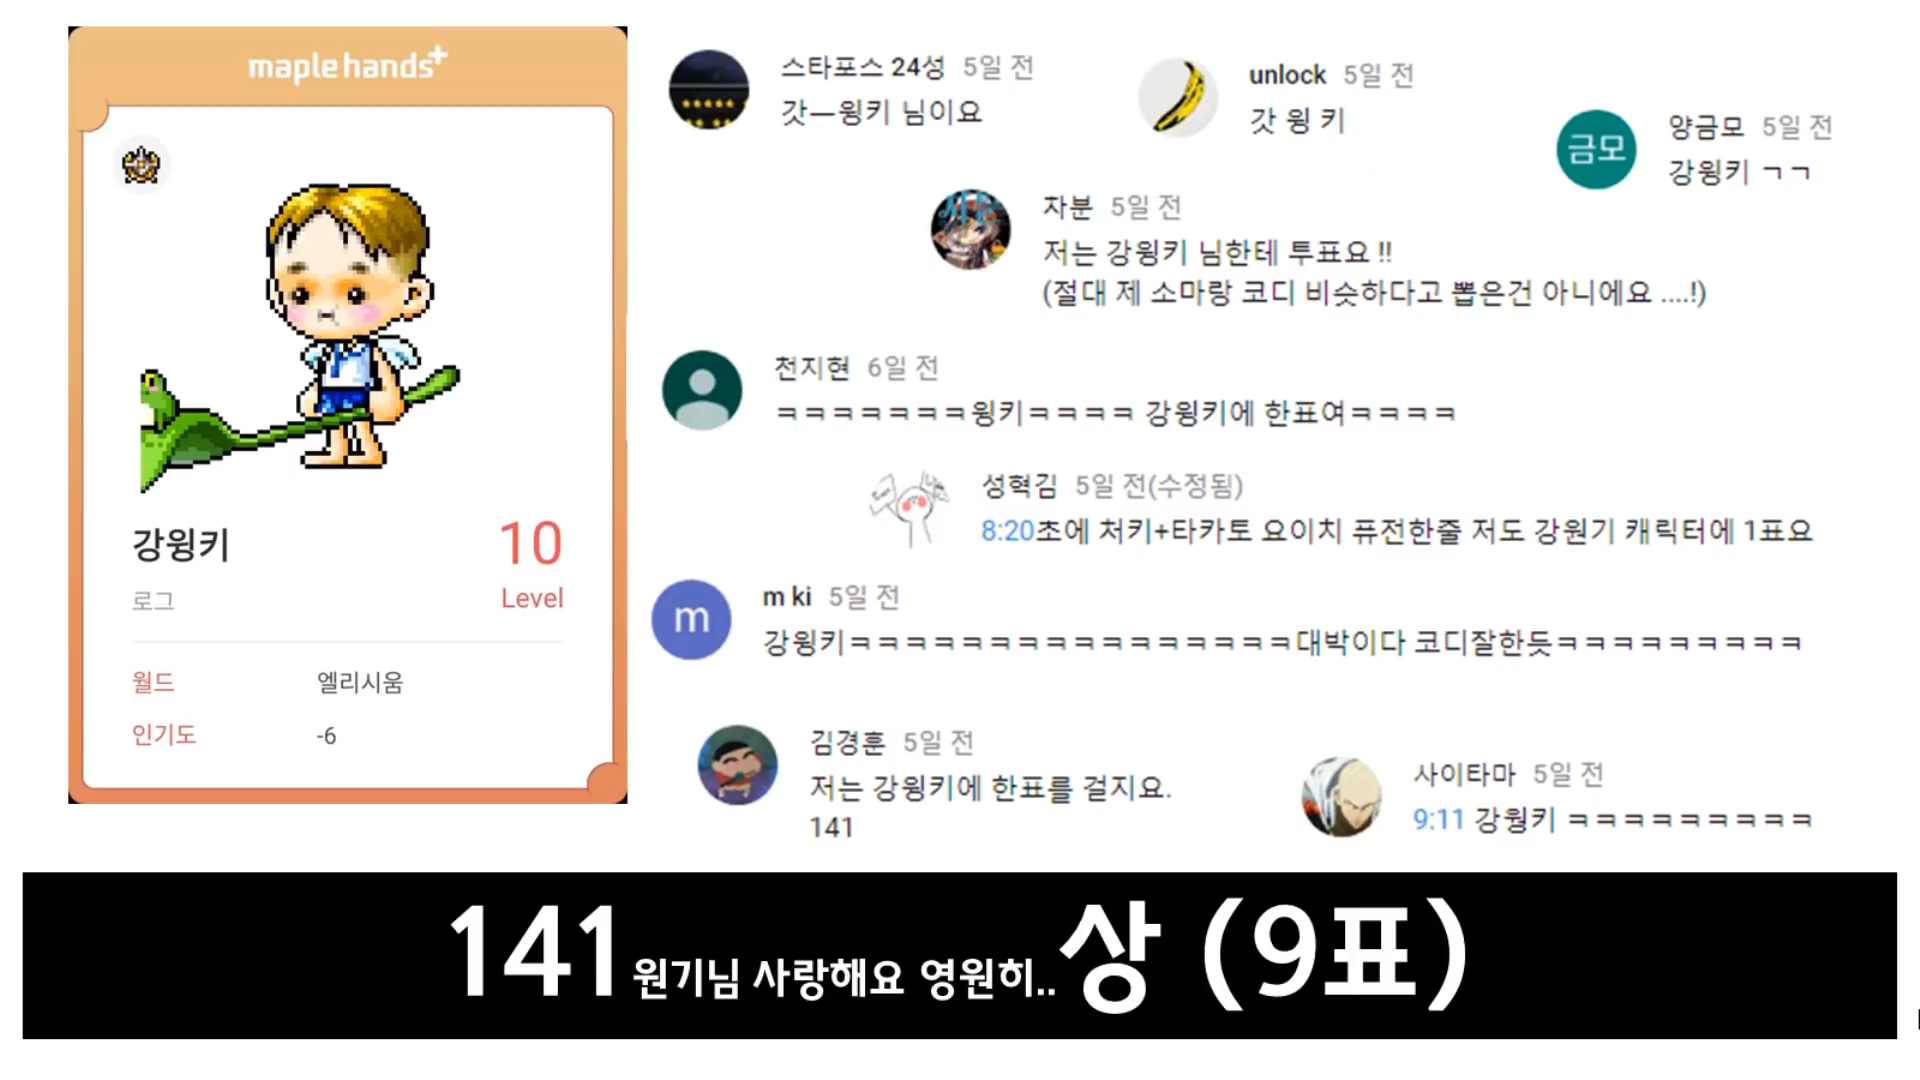 maple hands+
강윙키
10
로그
Level
월드 엘리시움
인기도 -6
스타포스 24성 5일 전
갓ㅡ윙키 님이요
unlock 5일 전
갓 윙 키
금모
양금모 5일 전
강윙키 ㄱㄱ
차분 5일 전
저는 강윙키 님한테 투표요 !!
(절대 제 소마랑 코디 비슷하다고 뽑은건 아니에요 ....!)
천지현 6일 전
ㅋㅋㅋㅋㅋㅋㅋ윙키ㅋㅋㅋㅋ 강윙키에 한표여ㅋㅋㅋㅋ
성혁김 5일 전(수정됨)
8:20초에 처키+타카토 요이치 퓨전한줄 저도 강원기 캐릭터에 1표요
m
m ki 5일 전
강윙키ㅋㅋㅋㅋㅋㅋㅋㅋㅋㅋㅋㅋㅋㅋㅋㅋ대박이다 코디잘한듯ㅋㅋㅋㅋㅋㅋㅋㅋㅋ
김경훈 5일 전
저는 강윙키에 한표를 걸지요.
141
사이타마 5일 전
9:11 강웡키 ㅋㅋㅋㅋㅋㅋㅋㅋㅋ
141 원기님 사랑해요 영원히.. 상 (9표)